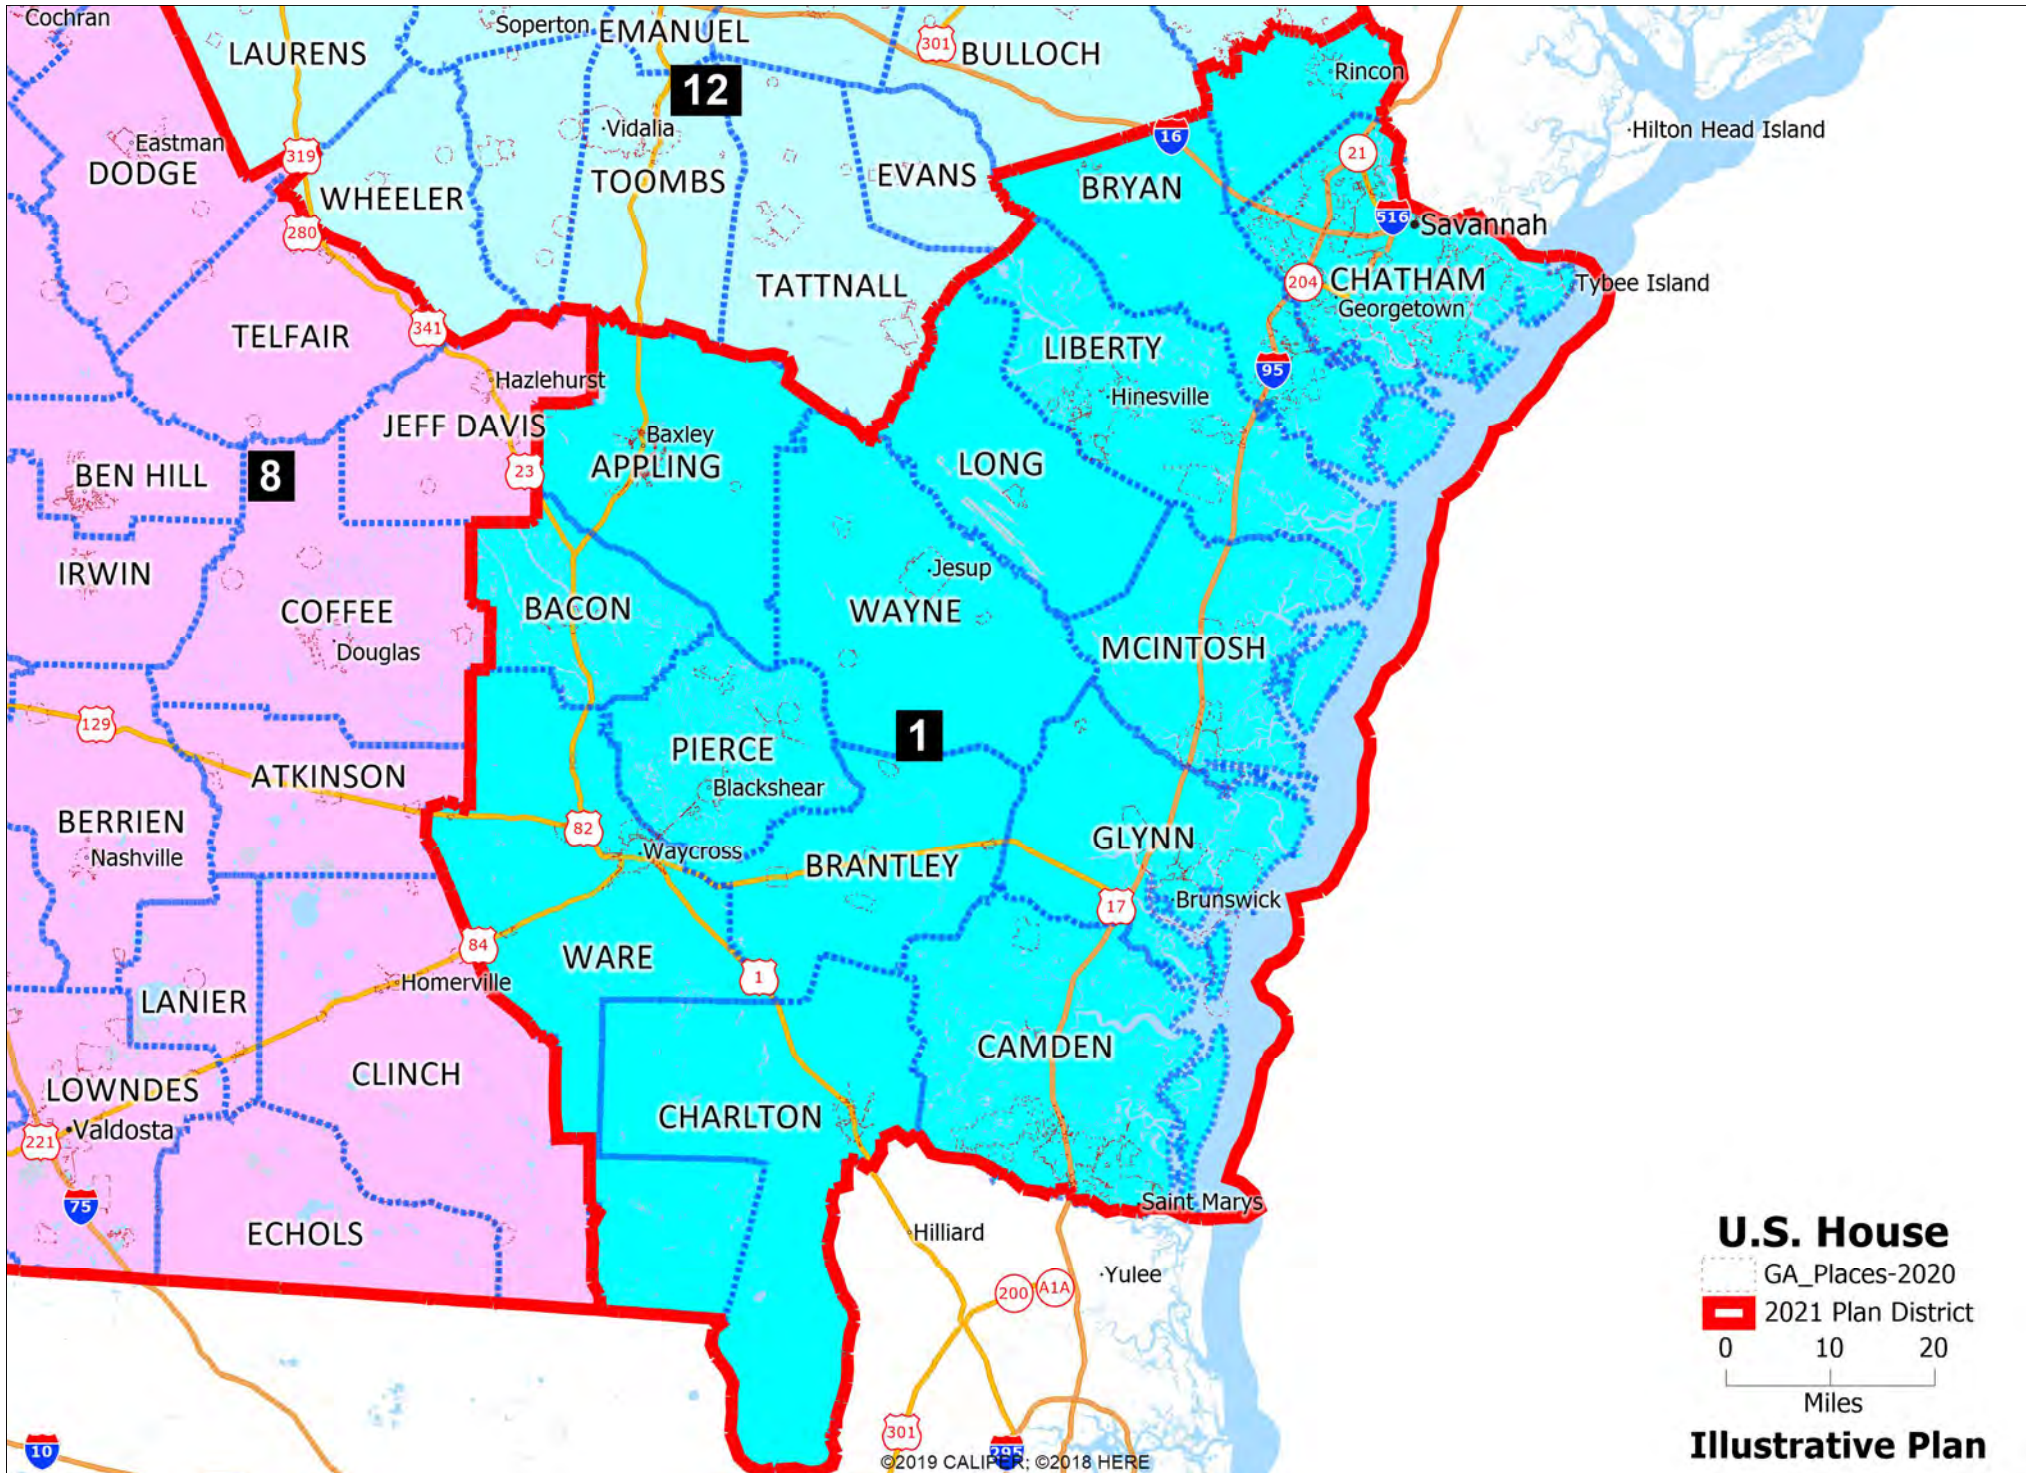 Cochran
Soperton
EMANUEL
LAURENS
301
BULLOCH
12
Rincon
Eastman
DODGE
Vidalia
16
Hilton Head Island
319
WHEELER
TOOMBS
EVANS
BRYAN
21
280
516
Savannah
TATTNALL
204
CHATHAM
Tybee Island
Georgetown
TELFAIR
341
LIBERTY
95
Hazlehurst
Hinesville
JEFF DAVIS
Baxley
BEN HILL
8
23
APPLING
LONG
IRWIN
Jesup
COFFEE
BACON
WAYNE
Douglas
MCINTOSH
129
1
PIERCE
ATKINSON
Blackshear
BERRIEN
82
GLYNN
Nashville
Waycross
BRANTLEY
17
Brunswick
84
WARE
Homerville
1
LANIER
CAMDEN
CLINCH
LOWNDES
CHARLTON
221
Valdosta
75
Saint Marys
ECHOLS
Hilliard
Yulee
200
A1A
301
10
295
©2019 CALIPER; ©2018 HERE
U.S. House
GA_Places-2020
2021 Plan District
0 10 20
Miles
Illustrative Plan